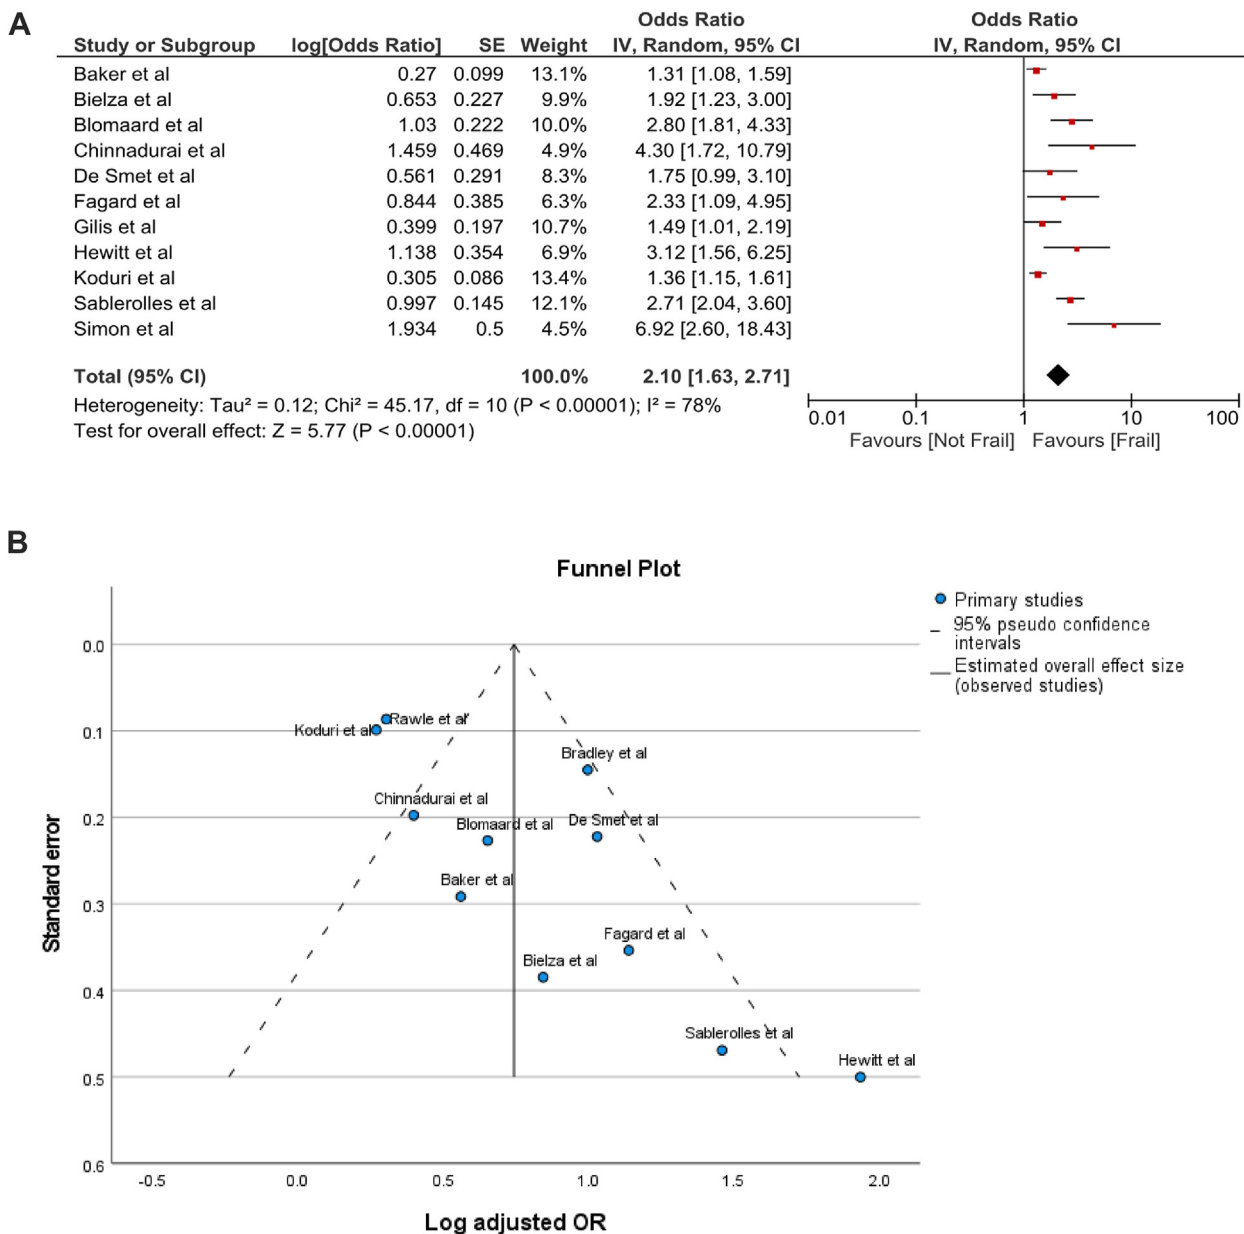 A
Odds Ratio Odds Ratio
Study or Subgroup log[Odds Ratio] SE Weight IV, Random, 95% CI IV, Random, 95% CI
Baker et al 0.27 0.099 13.1% 1.31 [1.08, 1.59]
Bielza et al 0.653 0.227 9.9% 1.92 [1.23, 3.00]
Blomaard et al 1.03 0.222 10.0% 2.80 [1.81, 4.33]
Chinnadurai et al 1.459 0.469 4.9% 4.30 [1.72, 10.79]
De Smet et al 0.561 0.291 8.3% 1.75 [0.99, 3.10]
Fagard et al 0.844 0.385 6.3% 2.33 [1.09, 4.95]
Gilis et al 0.399 0.197 10.7% 1.49 [1.01, 2.19]
Hewitt et al 1.138 0.354 6.9% 3.12 [1.56, 6.25]
Koduri et al 0.305 0.086 13.4% 1.36 [1.15, 1.61]
Sablerolles et al 0.997 0.145 12.1% 2.71 [2.04, 3.60]
Simon et al 1.934 0.5 4.5% 6.92 [2.60, 18.43]
Total (95% CI) 100.0% 2.10 [1.63, 2.71]
Heterogeneity: Tau² = 0.12; Chi² = 45.17, df = 10 (P < 0.00001); I² = 78%
Test for overall effect: Z = 5.77 (P < 0.00001)
0.01 0.1 1 10 100
Favours [Not Frail] Favours [Frail]
B
Funnel Plot
Primary studies
95% pseudo confidence
intervals
Estimated overall effect size
(observed studies)
Standard error
0.0
0.1
0.2
0.3
0.4
0.5
0.6
Rawle et al
Koduri et al
Bradley et al
Chinnadurai et al
Blomaard et al
De Smet et al
Baker et al
Fagard et al
Bielza et al
Sablerolles et al
Hewitt et al
-0.5 0.0 0.5 1.0 1.5 2.0
Log adjusted OR